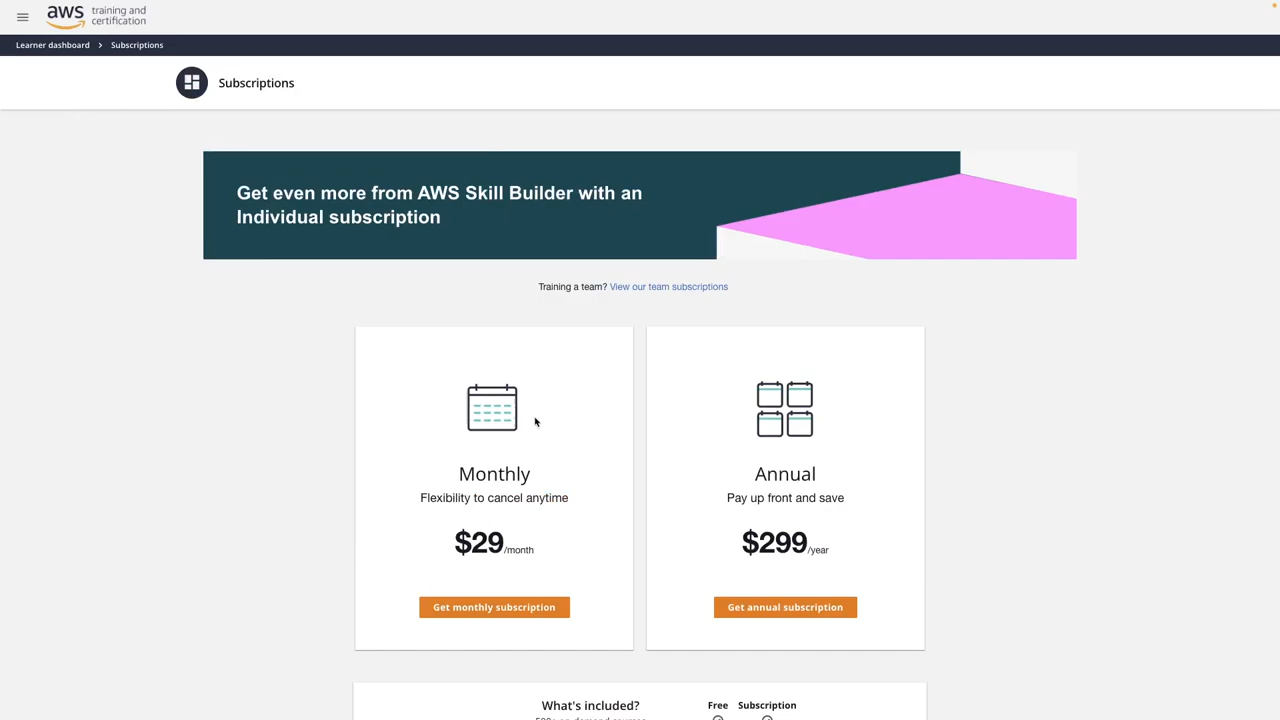 aws training and
certification
Learner dashboard > Subscriptions
Subscriptions
Get even more from AWS Skill Builder with an
Individual subscription
Training a team? View our team subscriptions
Monthly
Flexibility to cancel anytime
$29/month
Get monthly subscription
Annual
Pay up front and save
$299/year
Get annual subscription
What's included? Free Subscription